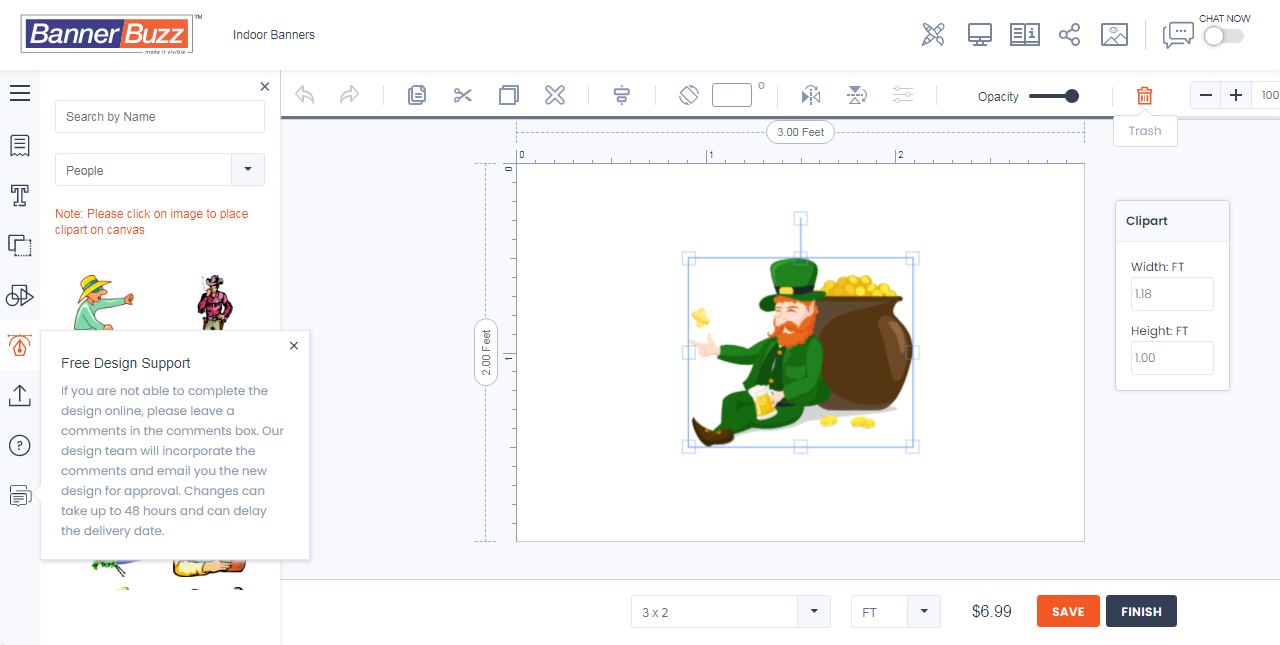 BannerBuzz
TM
make it visible
Indoor Banners
CHAT NOW
Search by Name
People
Note: Please click on image to place
clipart on canvas
0
Opacity
100
Trash
3.00 Feet
0
1
2
0
1
2.00 Feet
Clipart
Width: FT
1.18
Height: FT
1.00
Free Design Support
If you are not able to complete the
design online, please leave a
comments in the comments box. Our
design team will incorporate the
comments and email you the new
design for approval. Changes can
take up to 48 hours and can delay
the delivery date.
3 x 2
FT
$6.99
SAVE
FINISH